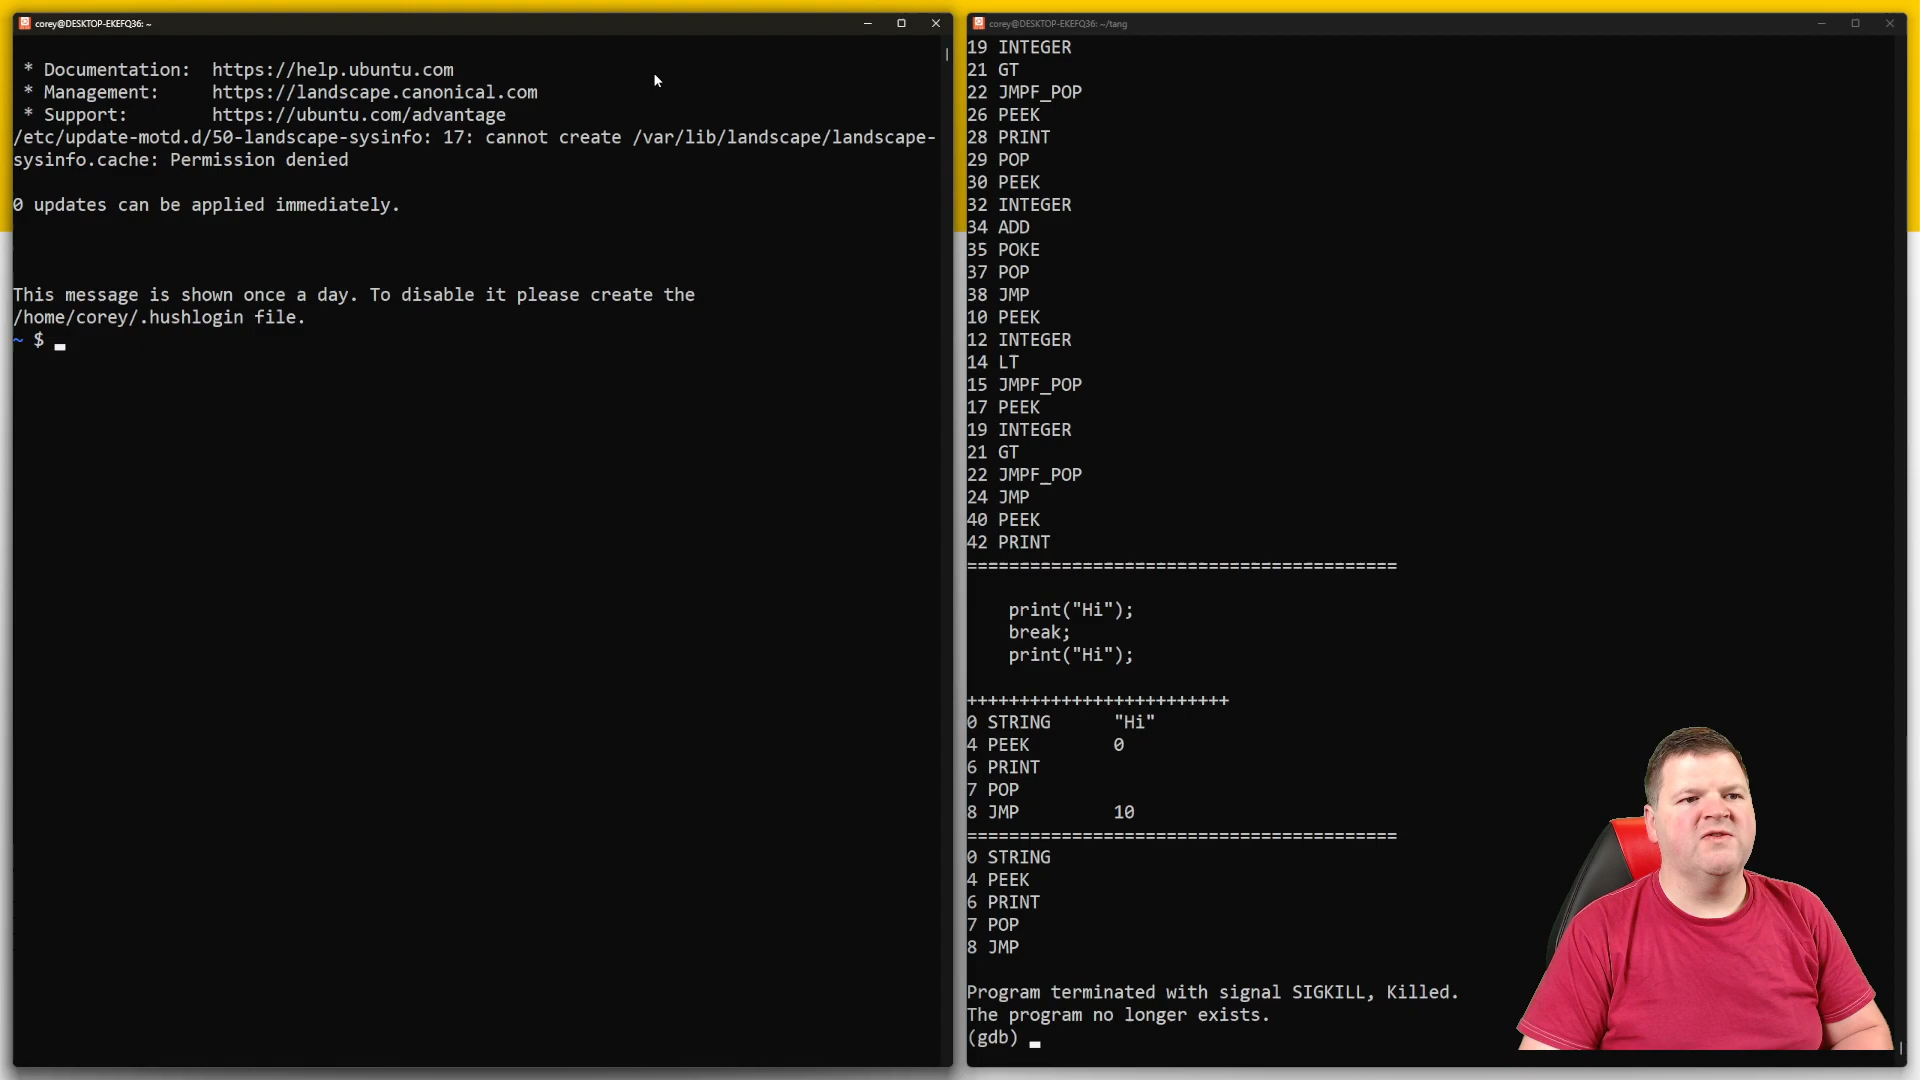 corey@DESKTOP-EKEFQ36: ~
* Documentation:  https://help.ubuntu.com
* Management:     https://landscape.canonical.com
* Support:        https://ubuntu.com/advantage
/etc/update-motd.d/50-landscape-sysinfo: 17: cannot create /var/lib/landscape/landscape-
sysinfo.cache: Permission denied
0 updates can be applied immediately.
This message is shown once a day. To disable it please create the
/home/corey/.hushlogin file.
~ $
corey@DESKTOP-EKEFQ36: ~/tang
19 INTEGER
21 GT
22 JMPF_POP
26 PEEK
28 PRINT
29 POP
30 PEEK
32 INTEGER
34 ADD
35 POKE
37 POP
38 JMP
10 PEEK
12 INTEGER
14 LT
15 JMPF_POP
17 PEEK
19 INTEGER
21 GT
22 JMPF_POP
24 JMP
40 PEEK
42 PRINT
=========================================
print("Hi");
break;
print("Hi");
+++++++++++++++++++++++++
0 STRING      "Hi"
4 PEEK        0
6 PRINT
7 POP
8 JMP         10
=========================================
0 STRING
4 PEEK
6 PRINT
7 POP
8 JMP
Program terminated with signal SIGKILL, Killed.
The program no longer exists.
(gdb)